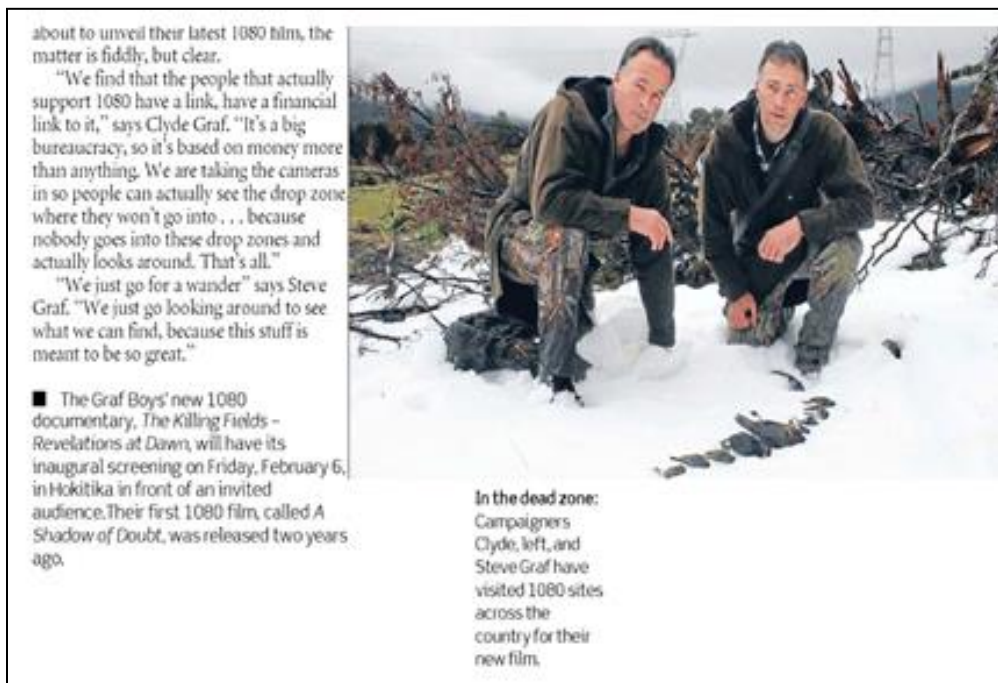 about to unveil their latest 1080 film, the
matter is fiddly, but clear.
“We find that the people that actually
support 1080 have a link, have a financial
link to it,” says Clyde Graf. “It’s a big
bureaucracy, so it’s based on money more
than anything. We are taking the cameras
in so people can actually see the drop zone
where they won’t go into . . . because
nobody goes into these drop zones and
actually looks around. That’s all.”
“We just go for a wander” says Steve
Graf. “We just go looking around to see
what we can find, because this stuff is
meant to be so great.”
■ The Graf Boys’ new 1080
documentary, The Killing Fields –
Revelations at Dawn, will have its
inaugural screening on Friday, February 6,
in Hokitika in front of an invited
audience.Their first 1080 film, called A
Shadow of Doubt, was released two years
ago.
In the dead zone:
Campaigners
Clyde, left, and
Steve Graf have
visited 1080 sites
across the
country for their
new film.